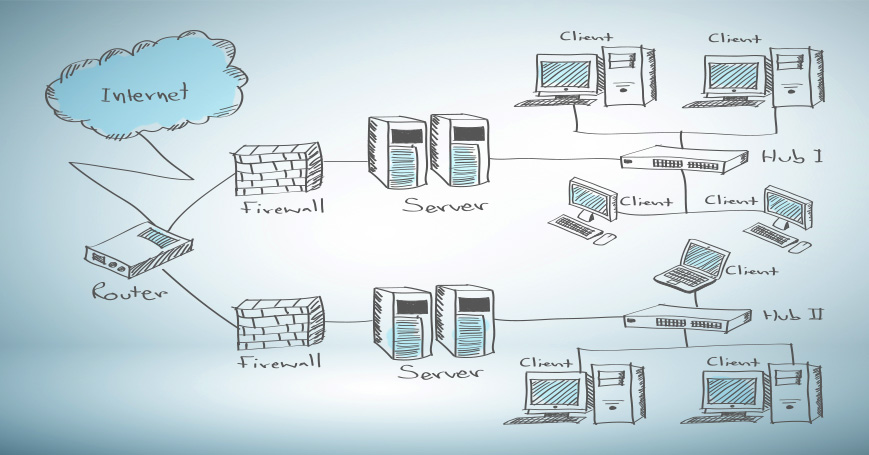 Client
Client
Internet
Hub I
Firewall
Server
Client
Client
Client
Router
Hub II
Firewall
Server
Client
Client